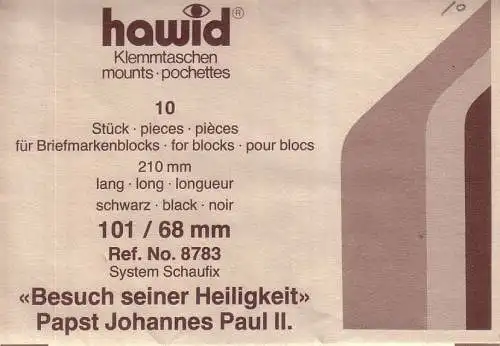 hawid®
Klemmtaschen
mounts · pochettes
10
10
Stück · pieces · pièces
für Briefmarkenblocks · for blocks · pour blocs
210 mm
lang · long · longueur
schwarz · black · noir
101 / 68 mm
Ref. No. 8783
System Schaufix
«Besuch seiner Heiligkeit»
Papst Johannes Paul II.